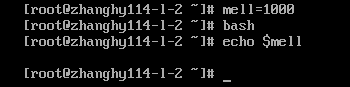 [root@zhanghy114-l-2 ~]# mell=1000
[root@zhanghy114-l-2 ~]# bash
[root@zhanghy114-l-2 ~]# echo $mell

[root@zhanghy114-l-2 ~]# _